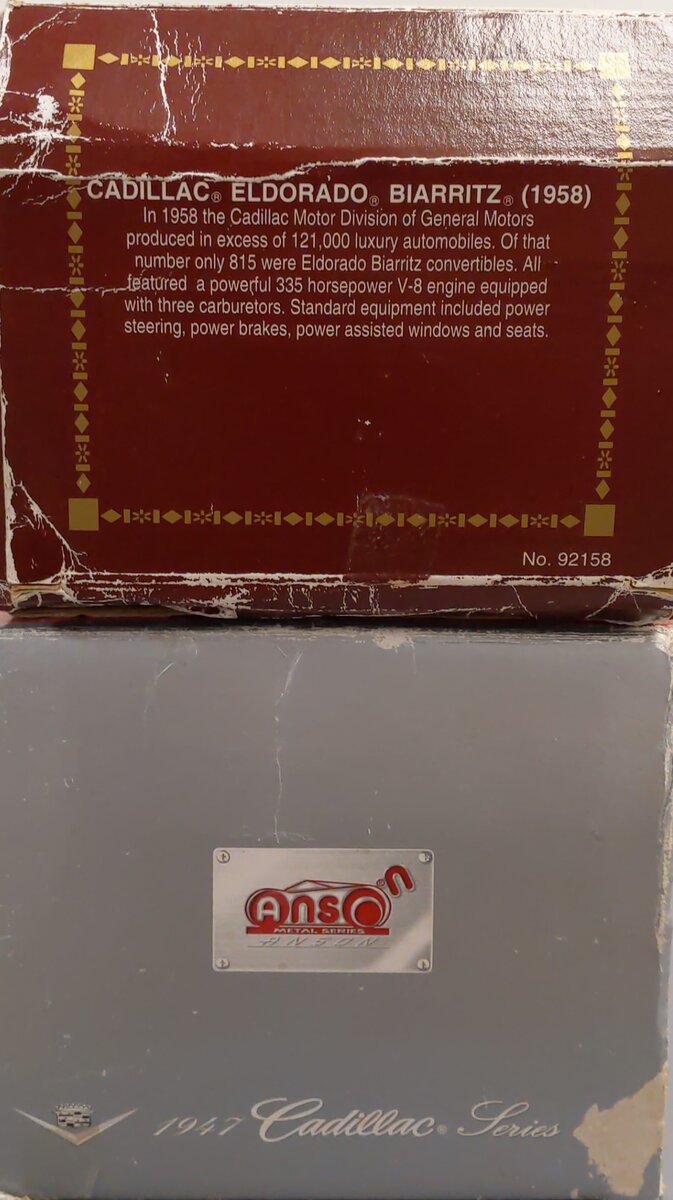 CADILLAC® ELDORADO® BIARRITZ® (1958)
In 1958 the Cadillac Motor Division of General Motors
produced in excess of 121,000 luxury automobiles. Of that
number only 815 were Eldorado Biarritz convertibles. All
featured a powerful 335 horsepower V-8 engine equipped
with three carburetors. Standard equipment included power
steering, power brakes, power assisted windows and seats.
No. 92158
Anson®
METAL SERIES
ANSON
1947 Cadillac® Series